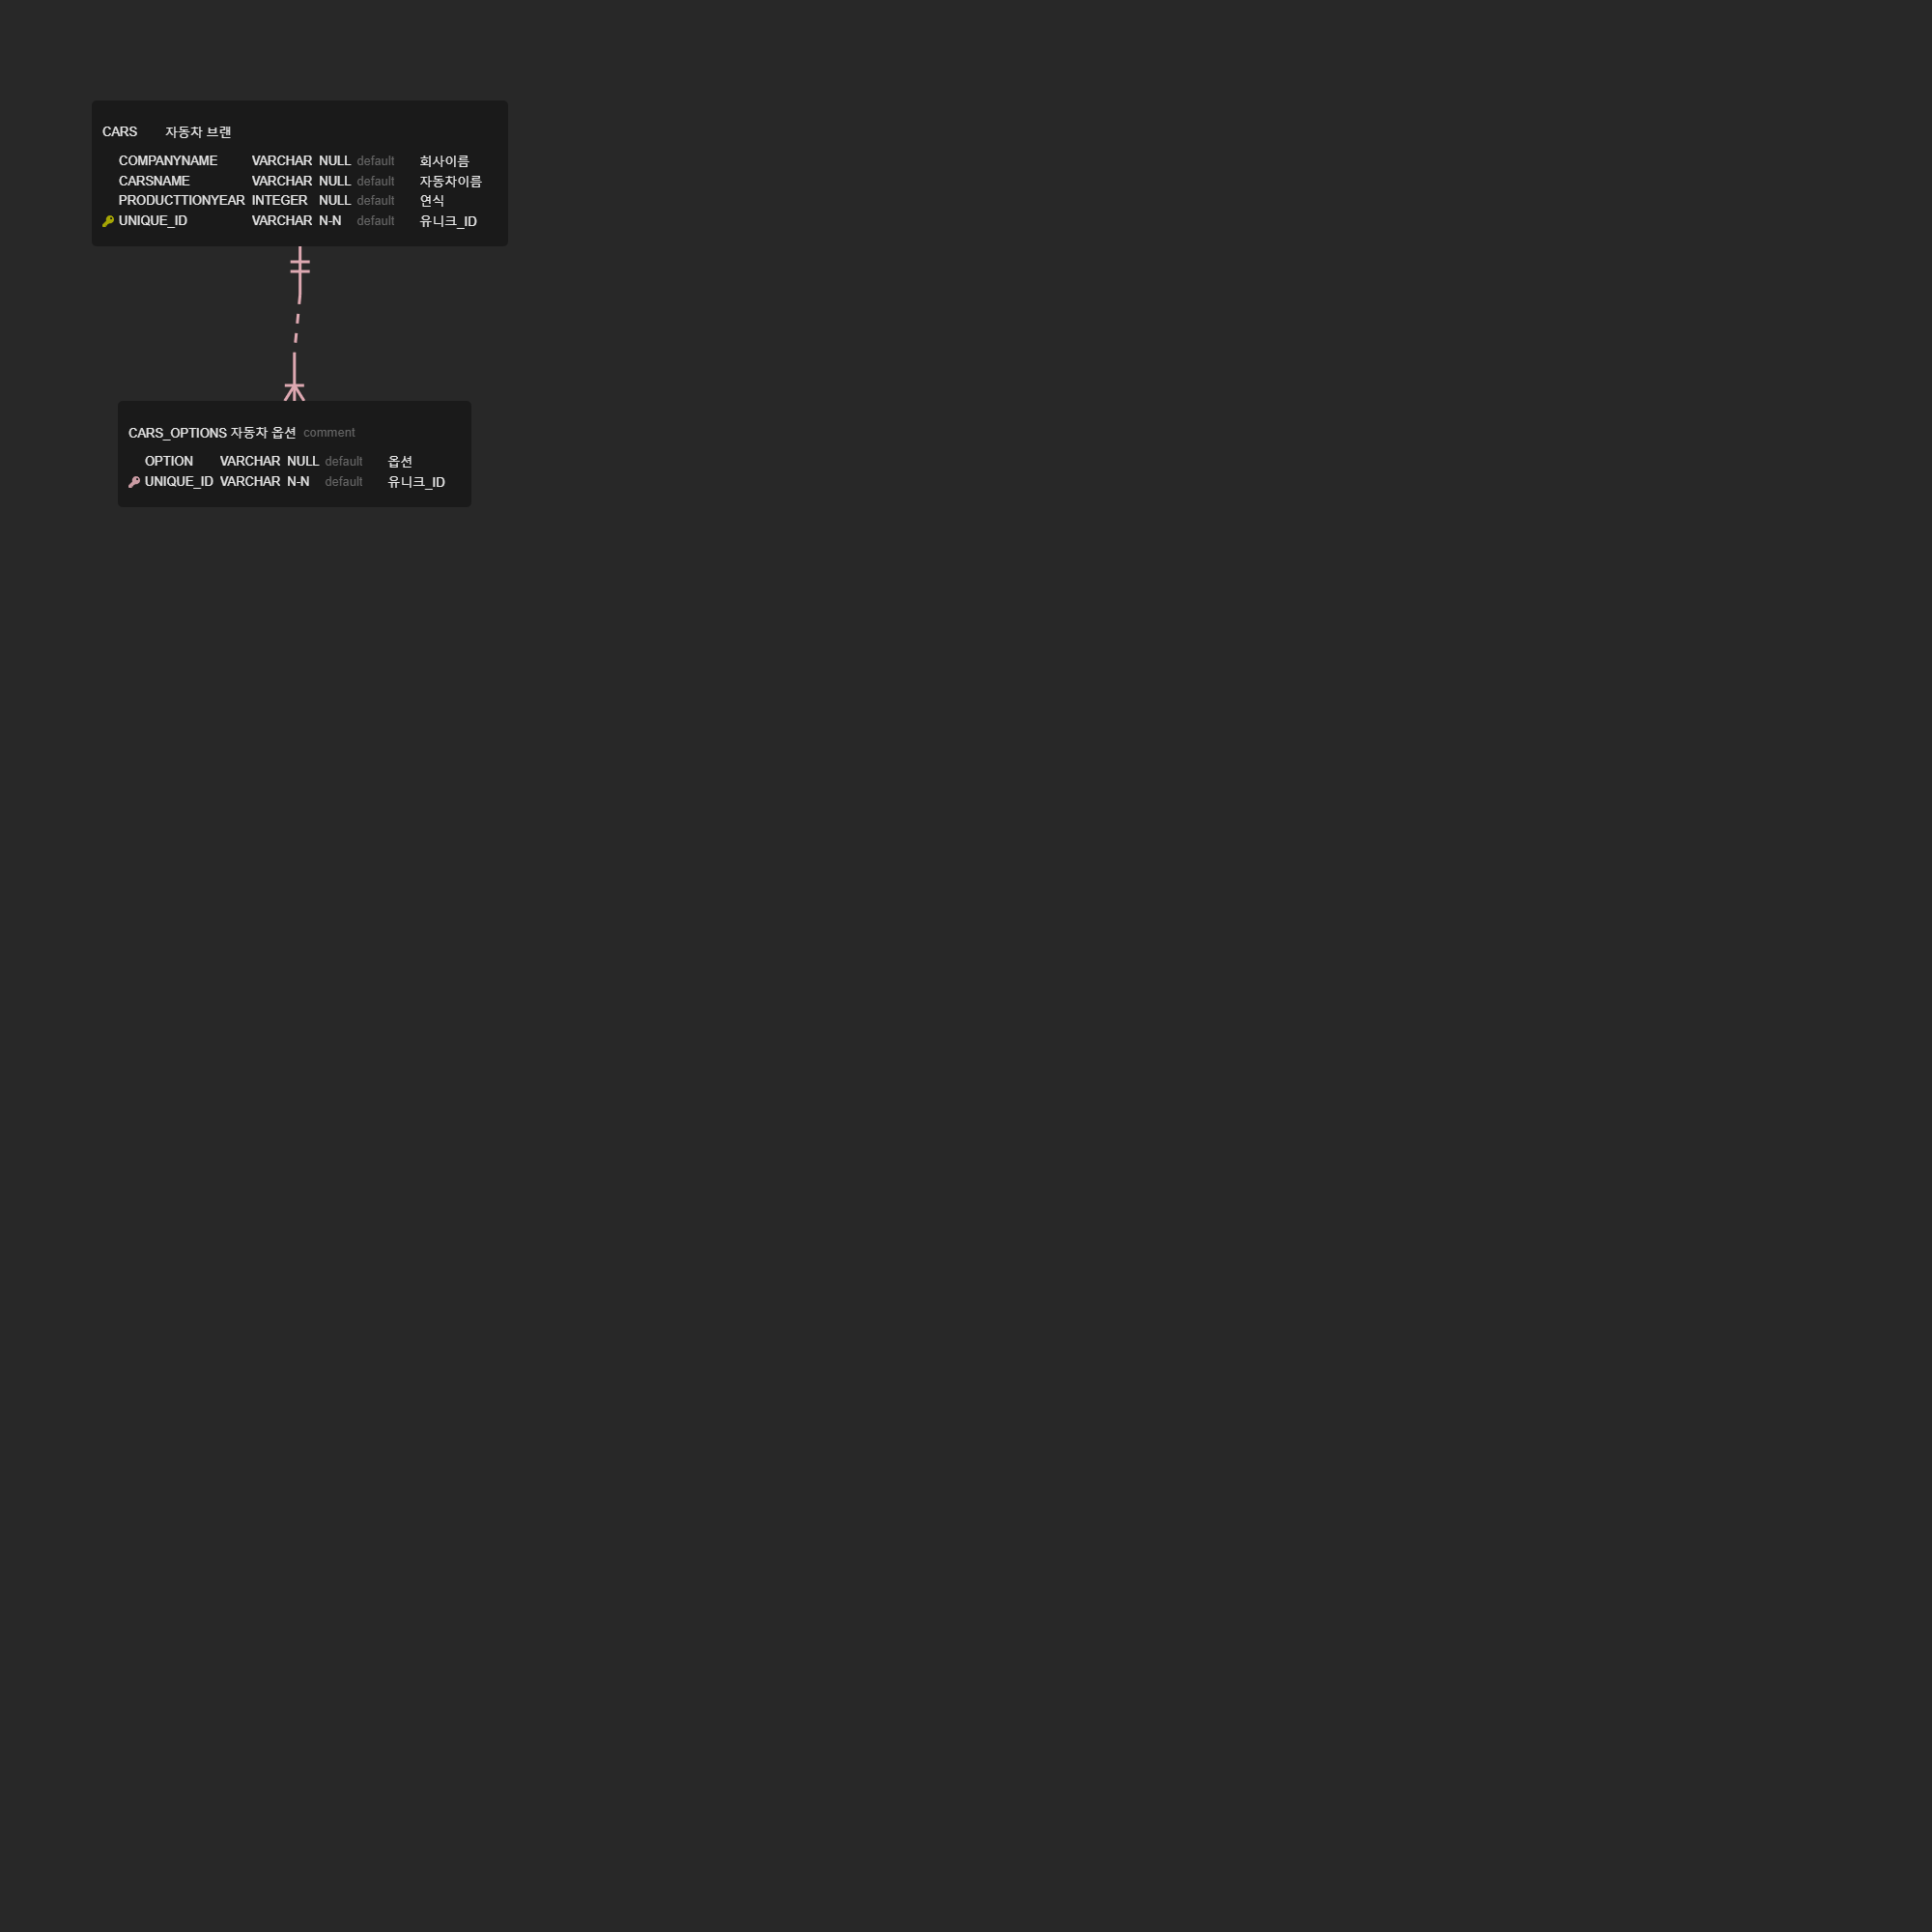 CARS 자동차 브랜
COMPANYNAME VARCHAR NULL default 회사이름
CARSNAME VARCHAR NULL default 자동차이름
PRODUCTTIONYEAR INTEGER NULL default 연식
UNIQUE_ID VARCHAR N-N default 유니크_ID
CARS_OPTIONS 자동차 옵션 comment
OPTION VARCHAR NULL default 옵션
UNIQUE_ID VARCHAR N-N default 유니크_ID